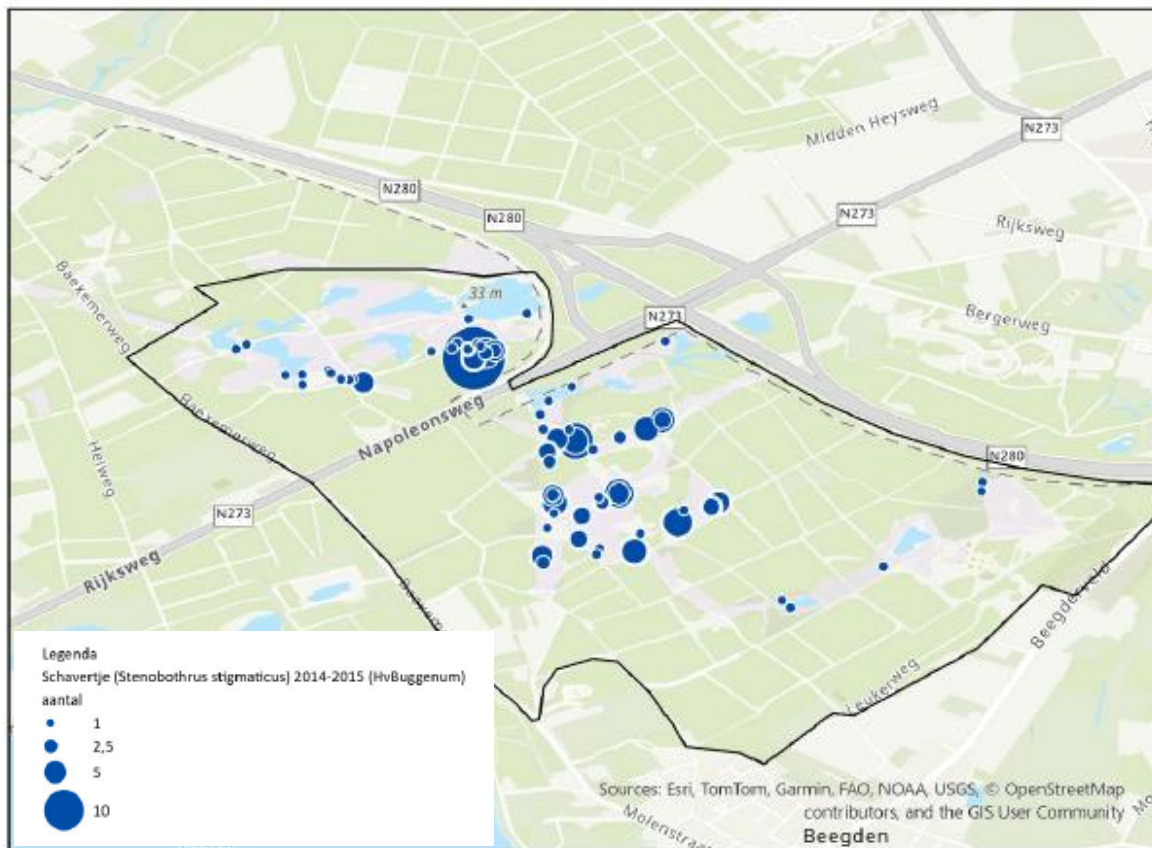 Midden Heysweg
N273
N280
N280
N273
Rijksweg
Baekemerweg
33 m
Bergerweg
N273
Baekemerweg
Napoleonsweg
Heiweg
N280
N273
Rijksweg
Beegderveld
Leukerweg
Legenda
Schavertje (Stenobothrus stigmaticus) 2014-2015 (HvBuggenum)
aantal
1
2,5
5
10
Sources: Esri, TomTom, Garmin, FAO, NOAA, USGS, © OpenStreetMap
contributors, and the GIS User Community
Molenstraat
Beegden